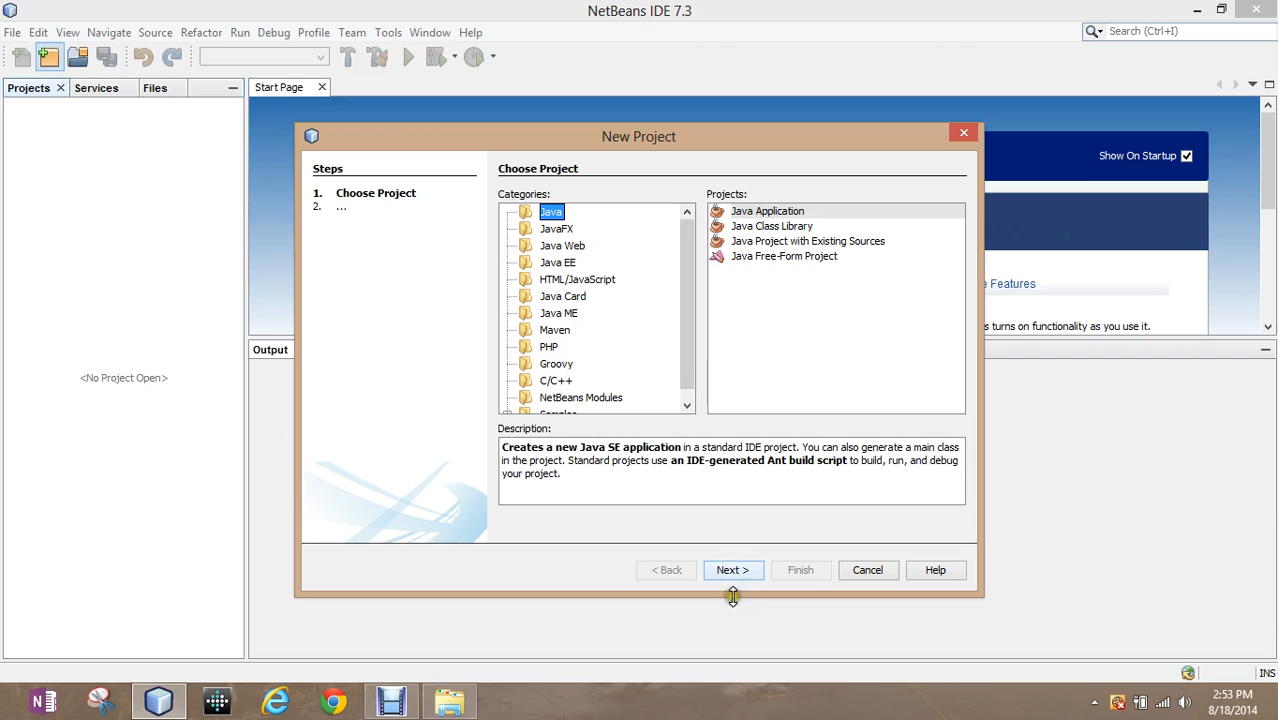 NetBeans IDE 7.3
File Edit View Navigate Source Refactor Run Debug Profile Team Tools Window Help
Search (Ctrl+I)
Projects Services Files
Start Page
<No Project Open>
Show On Startup
e Features
s turns on functionality as you use it.
Output
New Project
Steps
1. Choose Project
2. ...
Choose Project
Categories:
Java
JavaFX
Java Web
Java EE
HTML/JavaScript
Java Card
Java ME
Maven
PHP
Groovy
C/C++
NetBeans Modules
Samples
Projects:
Java Application
Java Class Library
Java Project with Existing Sources
Java Free-Form Project
Description:
Creates a new Java SE application in a standard IDE project. You can also generate a main class
in the project. Standard projects use an IDE-generated Ant build script to build, run, and debug
your project.
< Back Next > Finish Cancel Help
INS
2:53 PM
8/18/2014